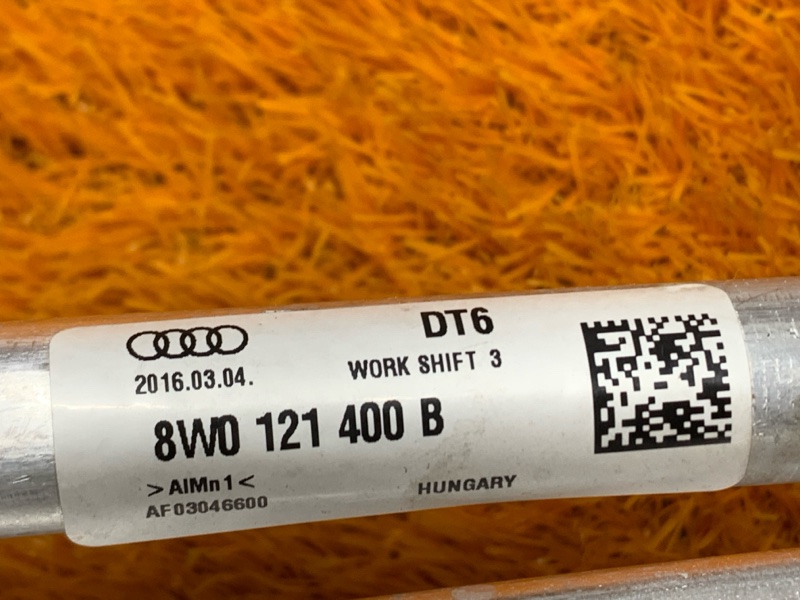 DT6
2016.03.04. WORK SHIFT 3
8W0 121 400 B
>AlMn1< HUNGARY
AF03046600